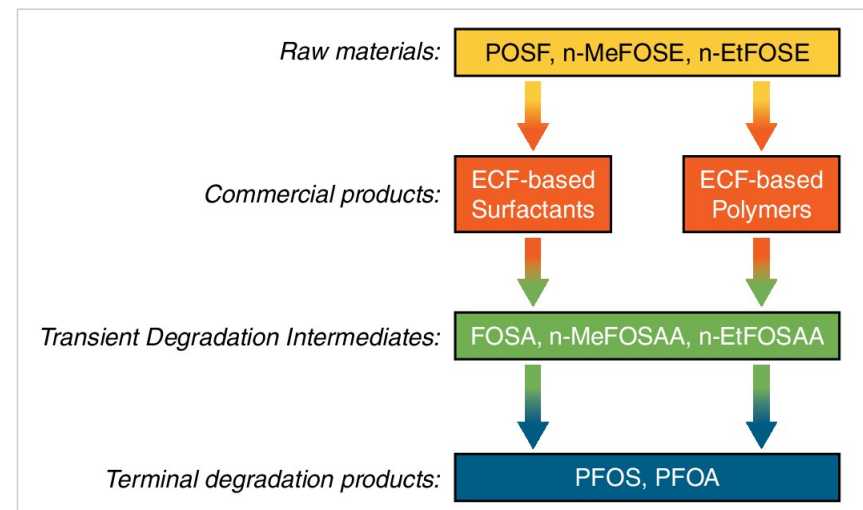 Raw materials:
POSF, n-MeFOSE, n-EtFOSE
Commercial products:
ECF-based
Surfactants
ECF-based
Polymers
Transient Degradation Intermediates:
FOSA, n-MeFOSAA, n-EtFOSAA
Terminal degradation products:
PFOS, PFOA